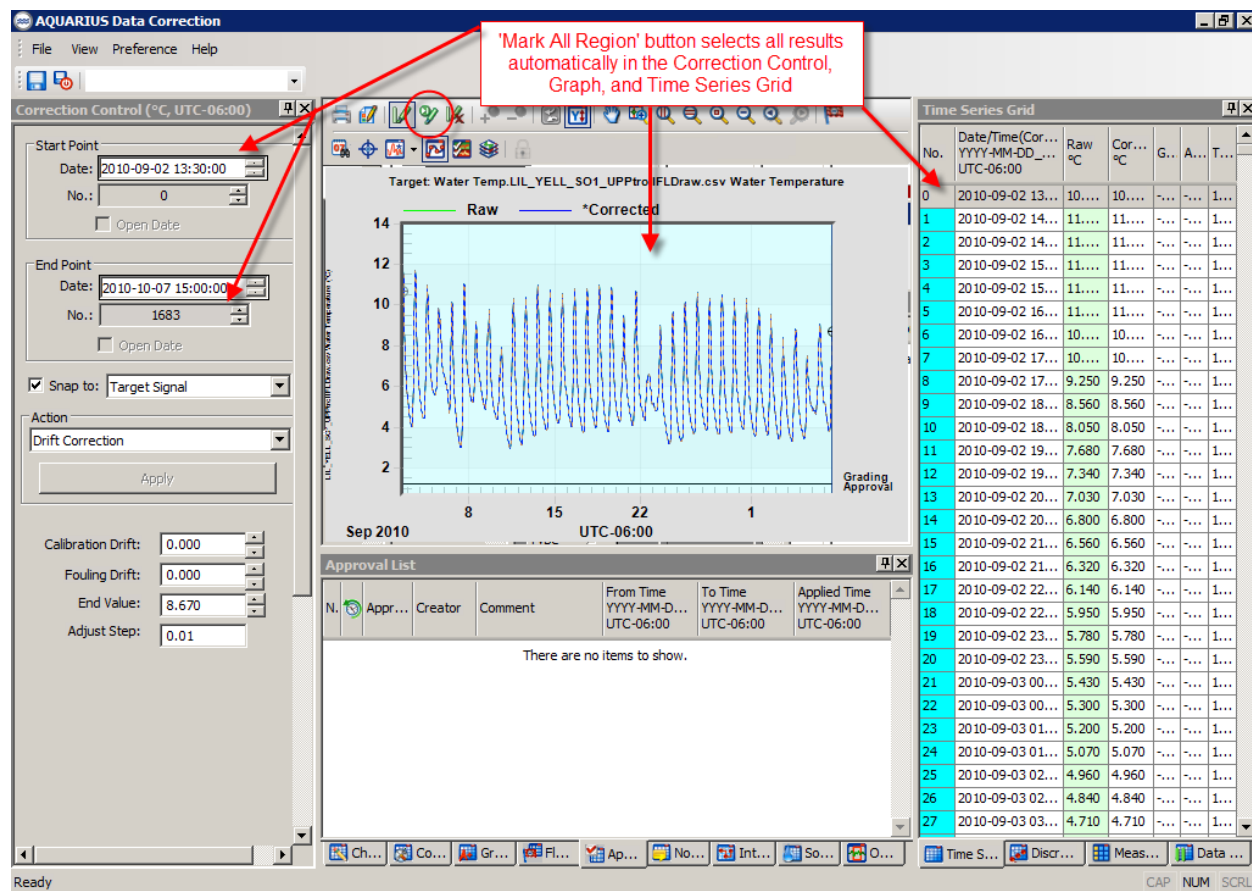 AQUARIUS Data Correction
File View Preference Help
'Mark All Region' button selects all results
automatically in the Correction Control,
Graph, and Time Series Grid
Correction Control (°C, UTC-06:00)
Start Point
Date: 2010-09-02 13:30:00
No.: 0
Open Date
End Point
Date: 2010-10-07 15:00:00
No.: 1683
Open Date
Snap to: Target Signal
Action
Drift Correction
Apply
Calibration Drift: 0.000
Fouling Drift: 0.000
End Value: 8.670
Adjust Step: 0.01
Target: Water Temp.LIL_YELL_SO1_UPPtrollFLDraw.csv Water Temperature
Raw *Corrected
14
12
10
8
6
4
2
LIL_YELL_SO1_UPPtrollFLDraw.csv Water Temperature (°C)
Grading
Approval
8 15 22 1
Sep 2010 UTC-06:00
Approval List
N. Appr... Creator Comment From Time YYYY-MM-D... UTC-06:00 To Time YYYY-MM-D... UTC-06:00 Applied Time YYYY-MM-D... UTC-06:00
There are no items to show.
Ch... Co... Gr... Fl... Ap... No... Int... So... O...
Time Series Grid
No. Date/Time(Cor... YYYY-MM-DD_... UTC-06:00 Raw °C Cor... °C G... A... T...
0 2010-09-02 13... 10.... 10.... -... -... 1...
1 2010-09-02 14... 11.... 11.... -... -... 1...
2 2010-09-02 14... 11.... 11.... -... -... 1...
3 2010-09-02 15... 11.... 11.... -... -... 1...
4 2010-09-02 15... 11.... 11.... -... -... 1...
5 2010-09-02 16... 11.... 11.... -... -... 1...
6 2010-09-02 16... 10.... 10.... -... -... 1...
7 2010-09-02 17... 10.... 10.... -... -... 1...
8 2010-09-02 17... 9.250 9.250 -... -... 1...
9 2010-09-02 18... 8.560 8.560 -... -... 1...
10 2010-09-02 18... 8.050 8.050 -... -... 1...
11 2010-09-02 19... 7.680 7.680 -... -... 1...
12 2010-09-02 19... 7.340 7.340 -... -... 1...
13 2010-09-02 20... 7.030 7.030 -... -... 1...
14 2010-09-02 20... 6.800 6.800 -... -... 1...
15 2010-09-02 21... 6.560 6.560 -... -... 1...
16 2010-09-02 21... 6.320 6.320 -... -... 1...
17 2010-09-02 22... 6.140 6.140 -... -... 1...
18 2010-09-02 22... 5.950 5.950 -... -... 1...
19 2010-09-02 23... 5.780 5.780 -... -... 1...
20 2010-09-02 23... 5.590 5.590 -... -... 1...
21 2010-09-03 00... 5.430 5.430 -... -... 1...
22 2010-09-03 00... 5.300 5.300 -... -... 1...
23 2010-09-03 01... 5.200 5.200 -... -... 1...
24 2010-09-03 01... 5.070 5.070 -... -... 1...
25 2010-09-03 02... 4.960 4.960 -... -... 1...
26 2010-09-03 02... 4.840 4.840 -... -... 1...
27 2010-09-03 03... 4.710 4.710 -... -... 1...
Time S... Discr... Meas... Data ...
Ready
CAP NUM SCRL